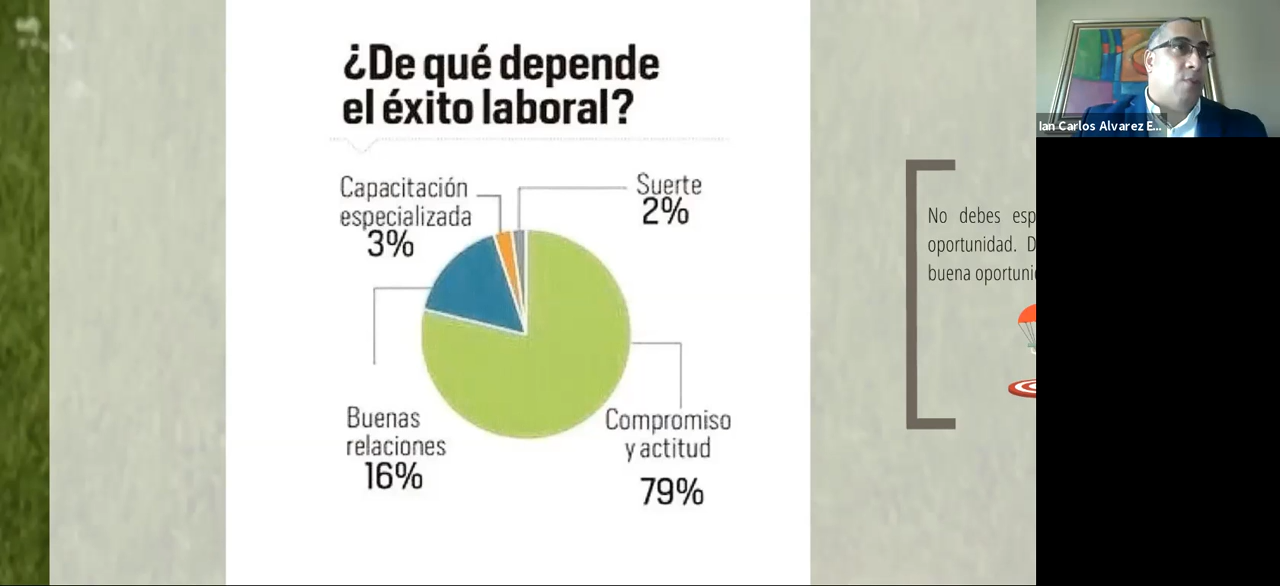 ¿De qué depende
el éxito laboral?
Capacitación
especializada
3%
Suerte
2%
Buenas
relaciones
16%
Compromiso
y actitud
79%
No debes esp
oportunidad. D
buena oportuni
Ian Carlos Alvarez E...